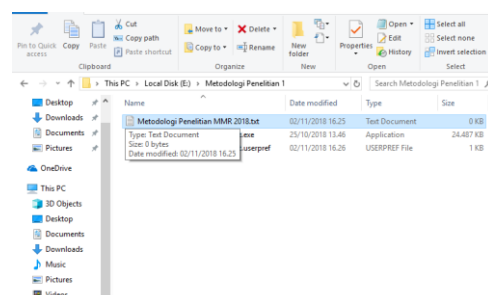 Cut
Copy path
Paste shortcut
Pin to Quick access
Copy
Paste
Clipboard
Move to
Delete
Copy to
Rename
Organize
New folder
New
Properties
Open
Edit
History
Open
Select all
Select none
Invert selection
Select
This PC
Local Disk (E:)
Metodologi Penelitian 1
Search Metodologi Penelitian 1
Name
Date modified
Type
Size
Metodologi Penelitian MMR 2018.txt
02/11/2018 16.25
Text Document
0 KB
.exe
25/10/2018 13.46
Application
24.487 KB
.userpref
02/11/2018 16.26
USERPREF File
1 KB
Type: Text Document
Size: 0 bytes
Date modified: 02/11/2018 16.25
Desktop
Downloads
Documents
Pictures
OneDrive
This PC
3D Objects
Desktop
Documents
Downloads
Music
Pictures
Videos